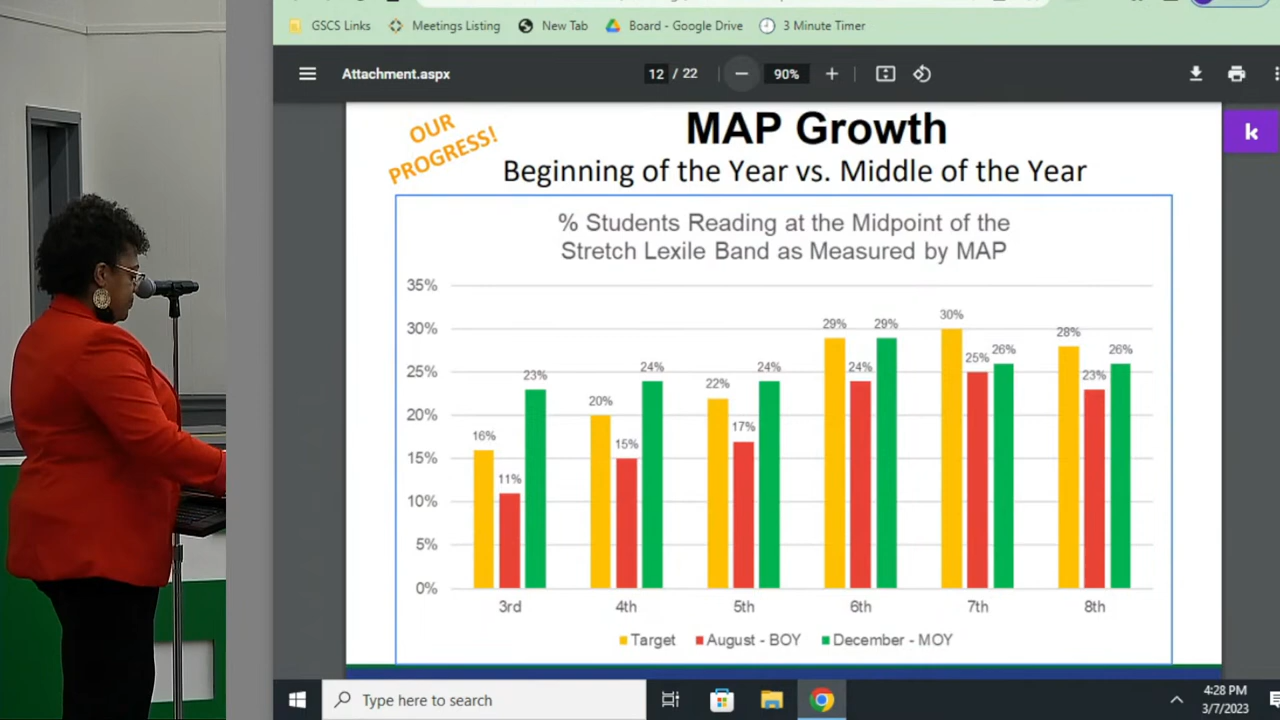 GSCS Links
Meetings Listing
New Tab
Board - Google Drive
3 Minute Timer
Attachment.aspx
12 / 22
90%
OUR
PROGRESS!
MAP Growth
Beginning of the Year vs. Middle of the Year
k
% Students Reading at the Midpoint of the
Stretch Lexile Band as Measured by MAP
35%
30%
25%
20%
15%
10%
5%
0%
16%
11%
23%
20%
15%
24%
22%
17%
24%
29%
24%
29%
30%
25%
26%
28%
23%
26%
3rd
4th
5th
6th
7th
8th
Target
August - BOY
December - MOY
Type here to search
4:28 PM
3/7/2023